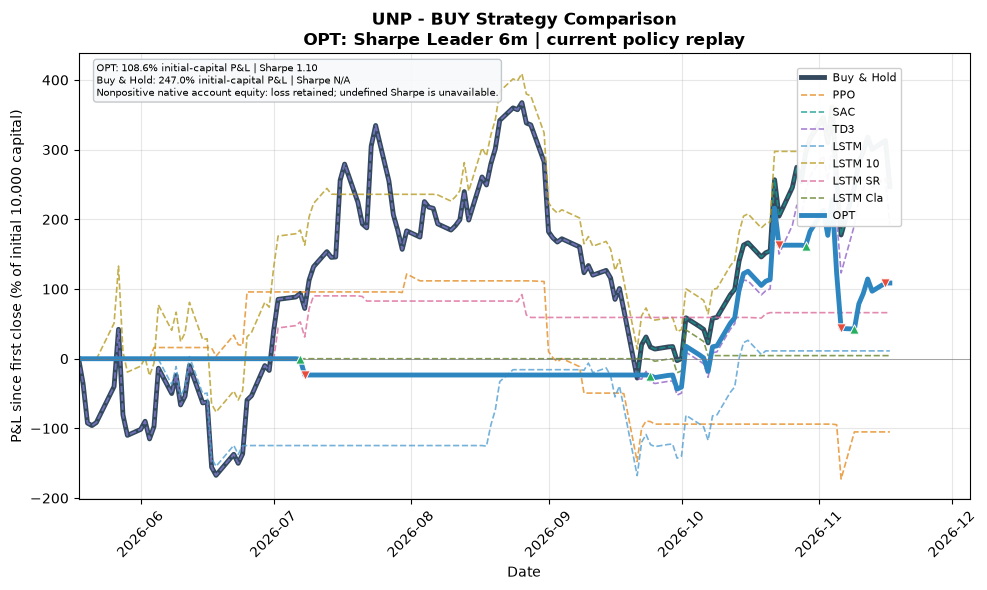 UNP - BUY Strategy Comparison
OPT: Sharpe Leader 6m | current policy replay
OPT: 108.6% initial-capital P&L | Sharpe 1.10
Buy & Hold: 247.0% initial-capital P&L | Sharpe N/A
Nonpositive native account equity: loss retained; undefined Sharpe is unavailable.
Buy & Hold
PPO
SAC
TD3
LSTM
LSTM 10
LSTM SR
LSTM Cla
OPT
P&L since first close (% of initial 10,000 capital)
400
300
200
100
0
−100
−200
2026-06
2026-07
2026-08
2026-09
2026-10
2026-11
2026-12
Date